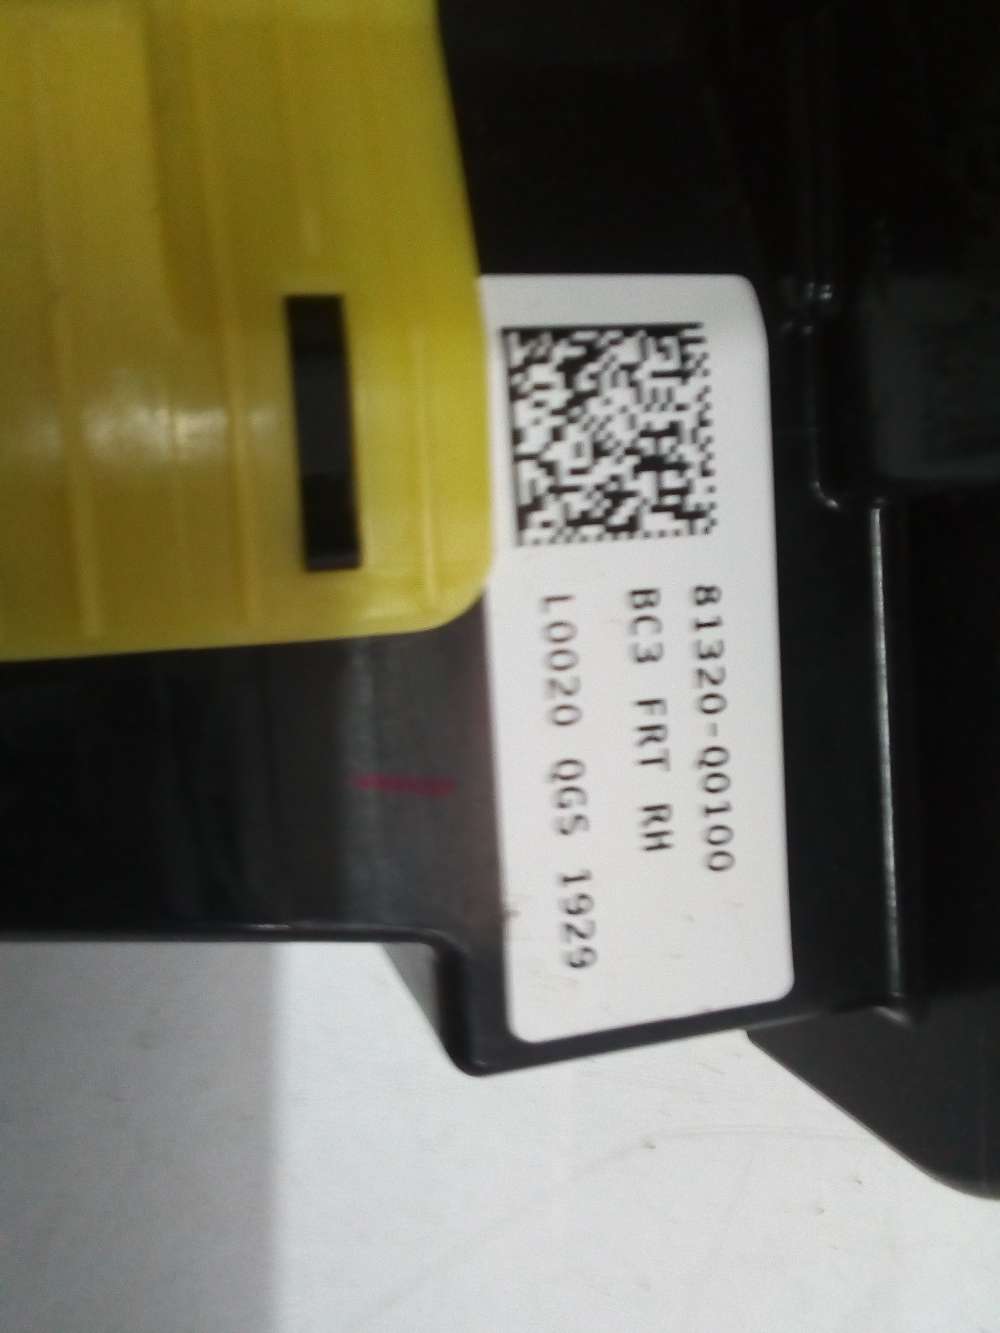 81320-Q0100
BC3 FRT RH
L0020 QGS 1929